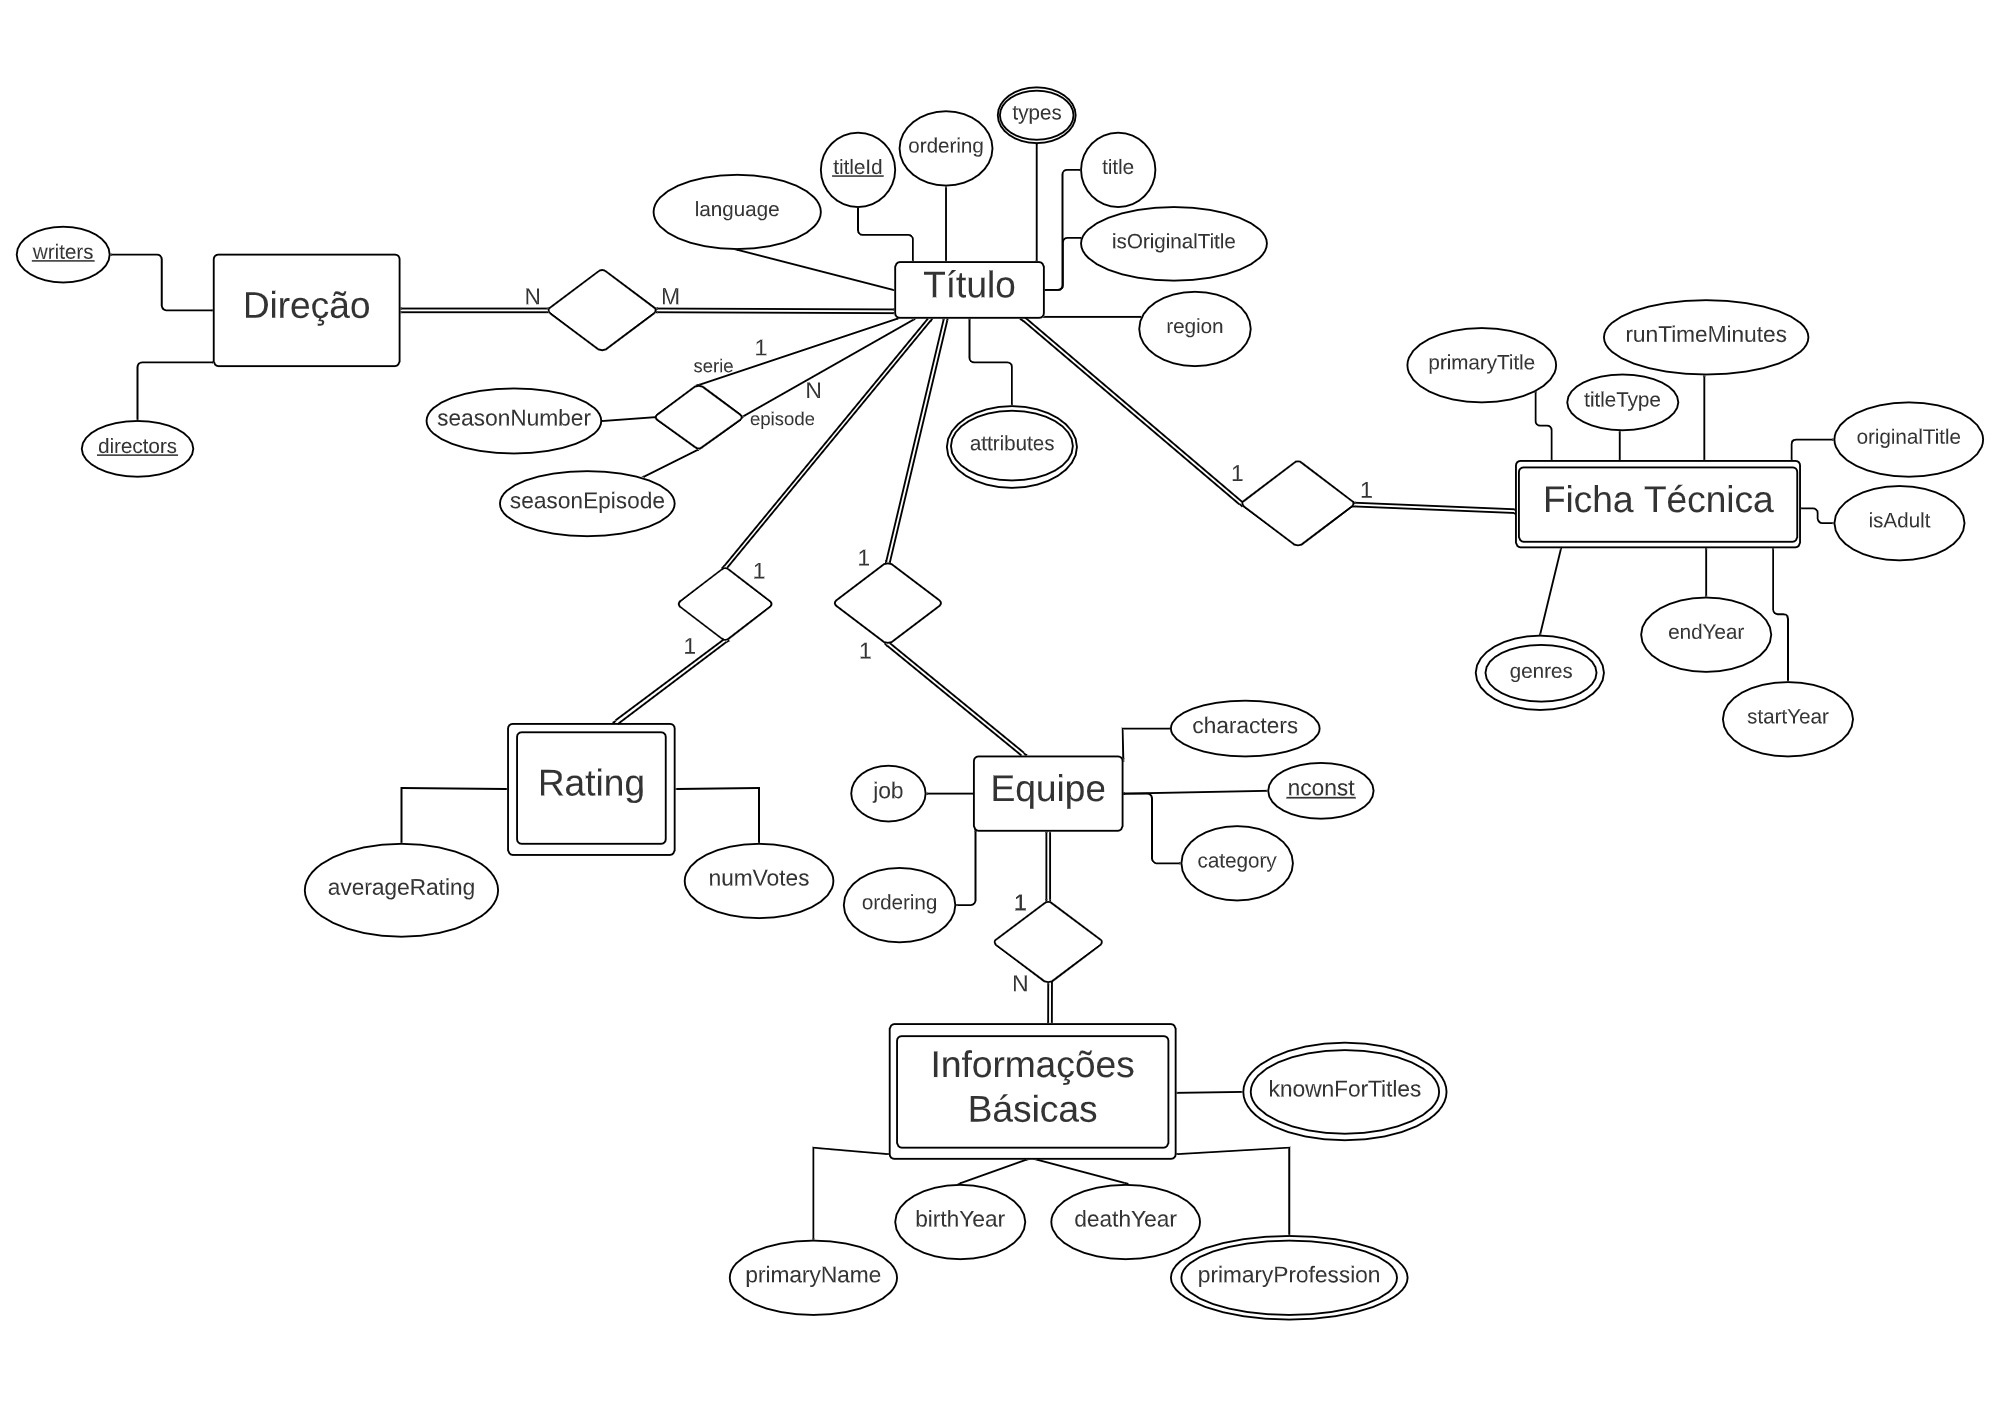 types
ordering
titleId
title
language
isOriginalTitle
writers
Direção
N
M
Título
region
runTimeMinutes
1
serie
primaryTitle
N
titleType
episode
seasonNumber
directors
attributes
originalTitle
1
1
Ficha Técnica
seasonEpisode
isAdult
1
1
1
1
endYear
genres
startYear
characters
Rating
Equipe
job
nconst
category
averageRating
numVotes
ordering
1
N
Informações
Básicas
knownForTitles
birthYear
deathYear
primaryName
primaryProfession